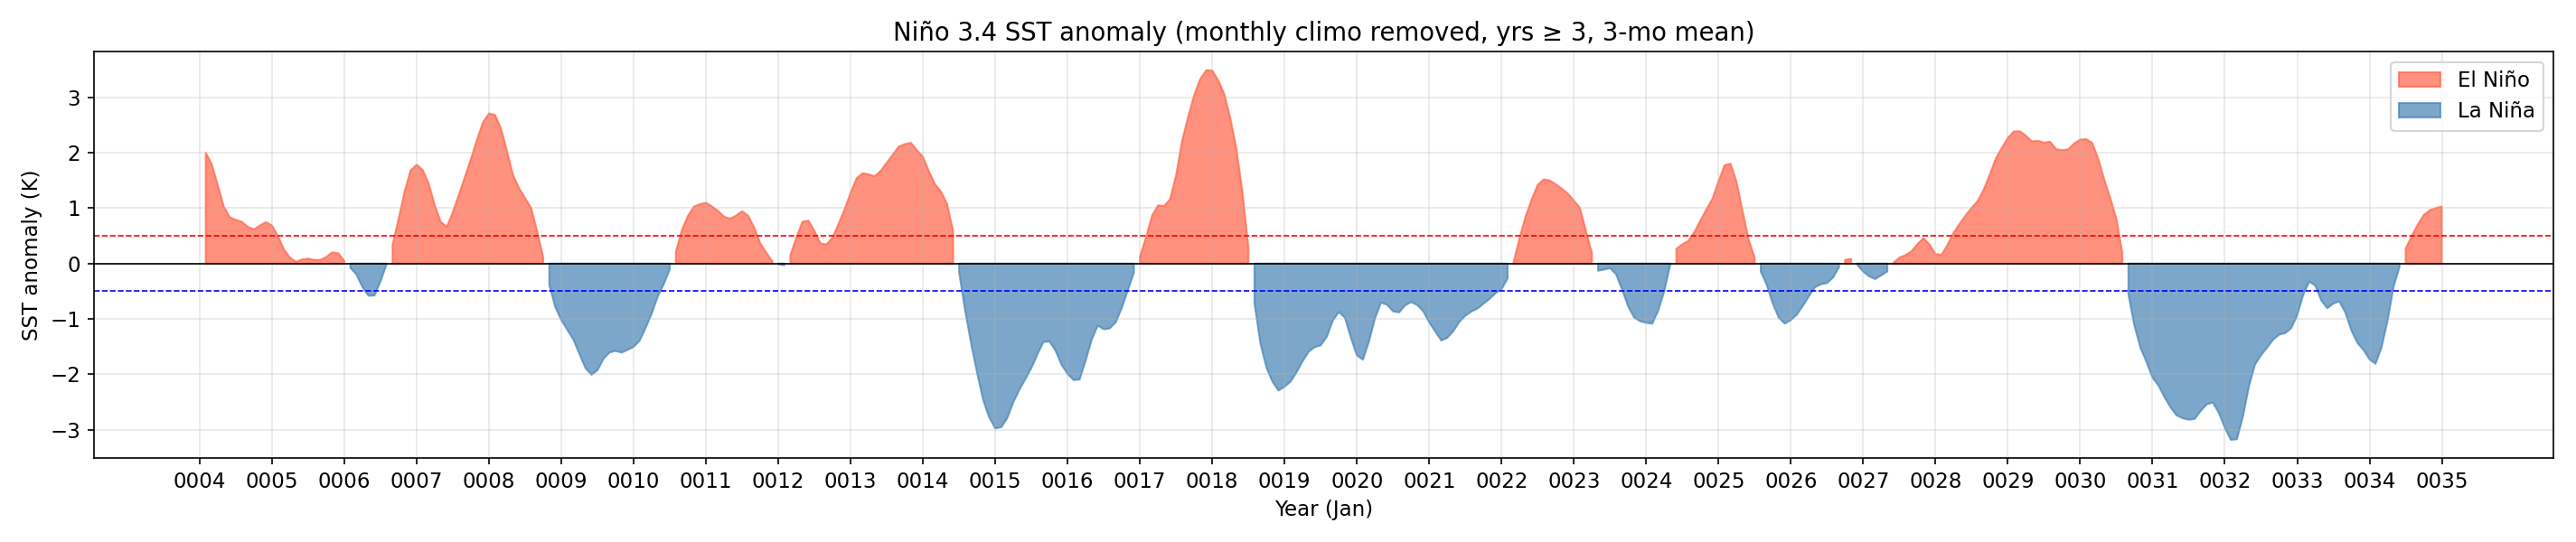 Niño 3.4 SST anomaly (monthly climo removed, yrs ≥ 3, 3-mo mean)
El Niño
La Niña
SST anomaly (K)
3
2
1
0
−1
−2
−3
0004 0005 0006 0007 0008 0009 0010 0011 0012 0013 0014 0015 0016 0017 0018 0019 0020 0021 0022 0023 0024 0025 0026 0027 0028 0029 0030 0031 0032 0033 0034 0035
Year (Jan)